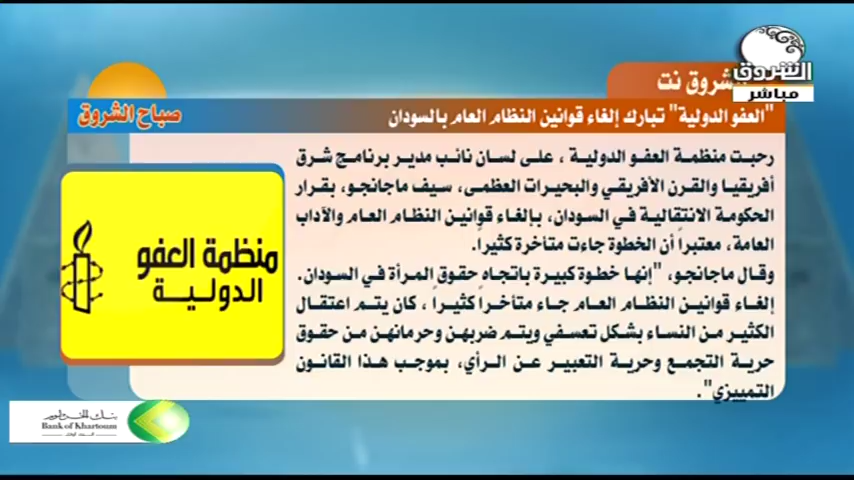 الشروق
مباشر
الشروق نت
صباح الشروق
"العفو الدولية" تبارك إلغاء قوانين النظام العام بالسودان
رحبت منظمة العفو الدولية ، على لسان نائب مدير برنامج شرق
أفريقيا والقرن الأفريقي والبحيرات العظمى، سيف ماجانجو، بقرار
الحكومة الانتقالية في السودان، بإلغاء قوانين النظام العام والآداب
العامة، معتبراً أن الخطوة جاءت متأخرة كثيراً.
وقال ماجانجو، "إنها خطوة كبيرة باتجاه حقوق المرأة في السودان.
إلغاء قوانين النظام العام جاء متأخراً كثيراً ، كان يتم اعتقال
الكثير من النساء بشكل تعسفي ويتم ضربهن وحرمانهن من حقوق
حرية التجمع وحرية التعبير عن الرأي، بموجب هذا القانون
التمييزي".
منظمة العفو
الدولية
بنك الخرطوم
Bank of Khartoum